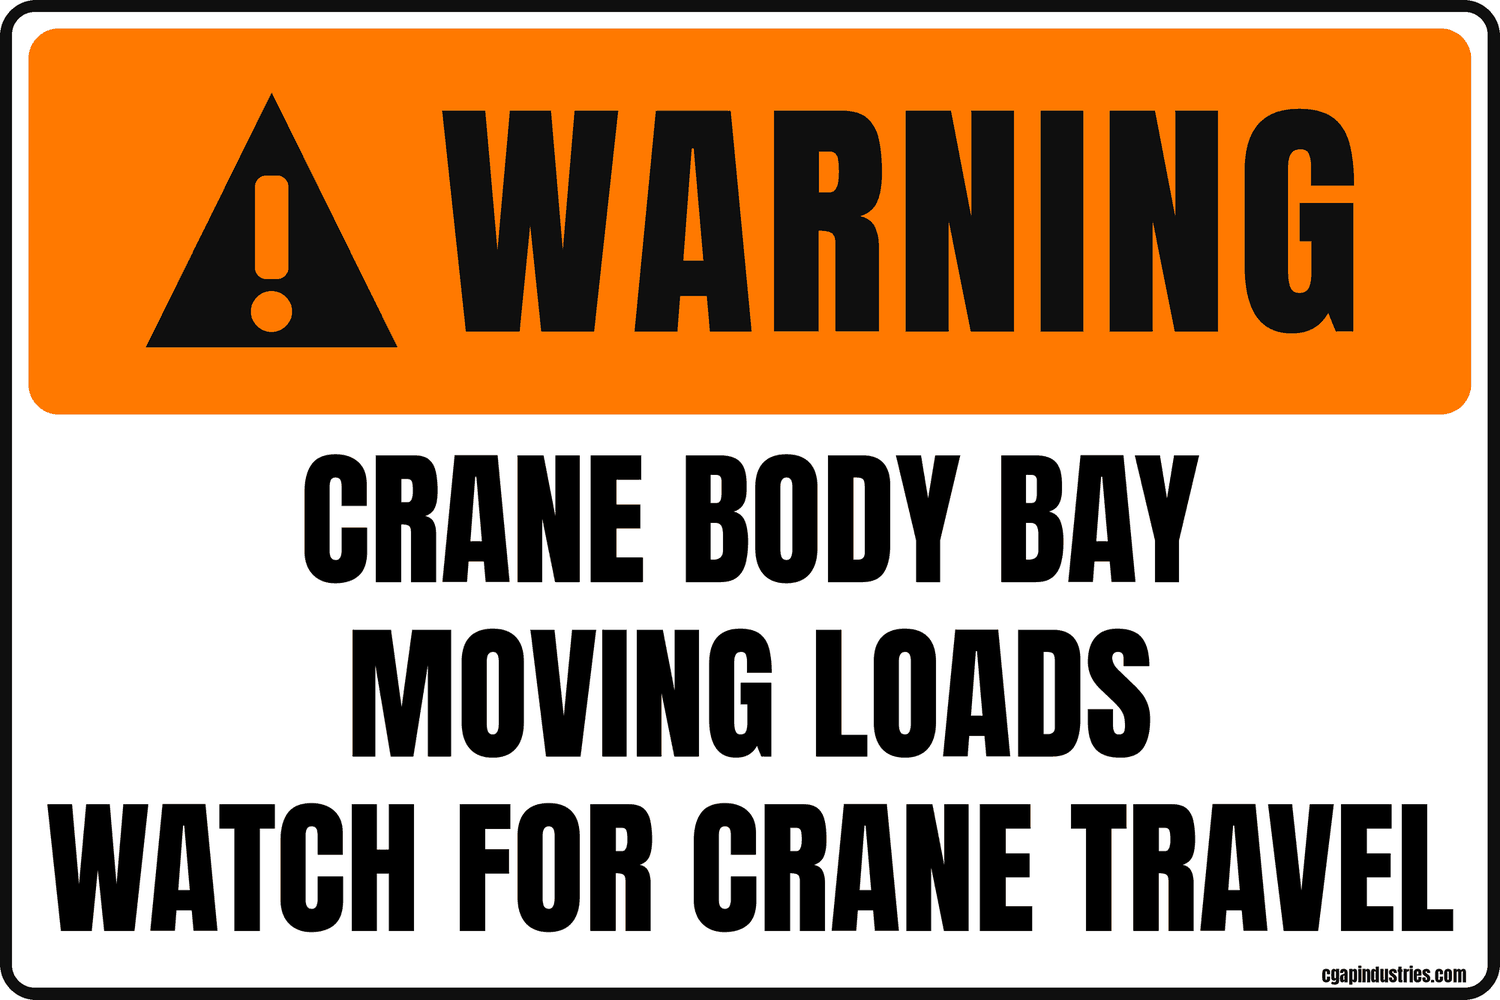 WARNING
CRANE BODY BAY
MOVING LOADS
WATCH FOR CRANE TRAVEL
cgapindustries.com